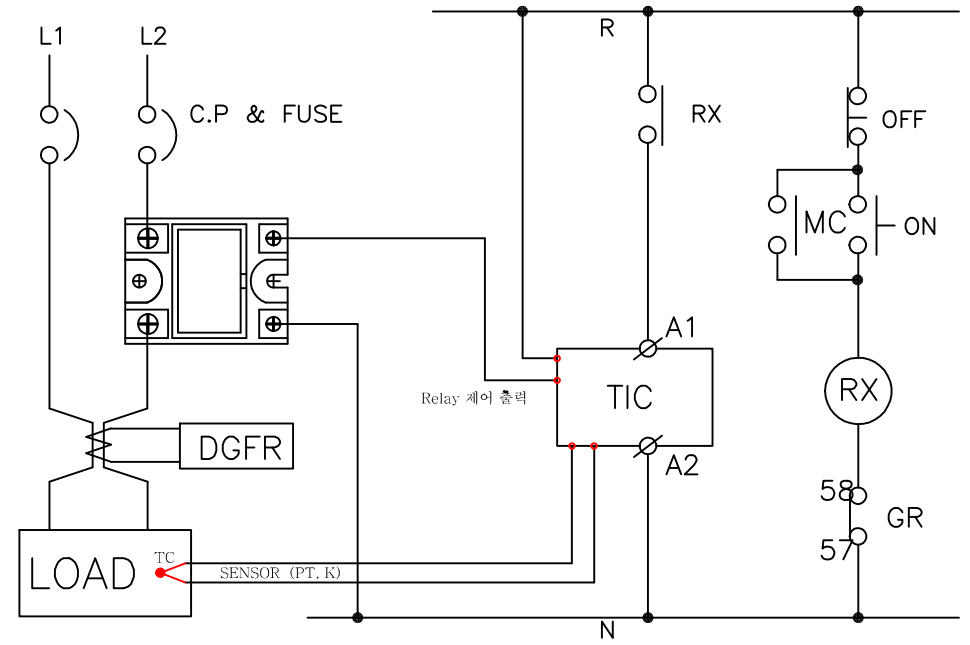 L1
L2
R
C.P & FUSE
RX
OFF
MC
ON
A1
TIC
RX
Relay 제어 출력
DGFR
A2
58
GR
57
LOAD
TC
SENSOR (PT, K)
N